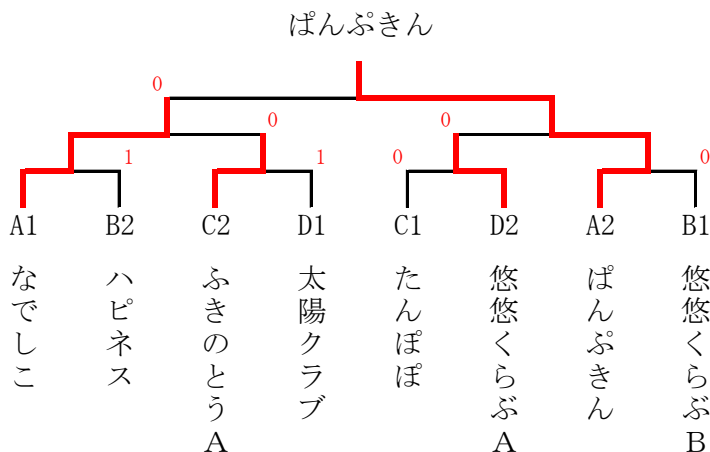 ぱんぷきん
0
0 0
1 1 0 0
A1 B2 C2 D1 C1 D2 A2 B1
なでしこ
ハピネス
ふきのとうA
太陽クラブ
たんぽぽ
悠悠くらぶA
ぱんぷきん
悠悠くらぶB